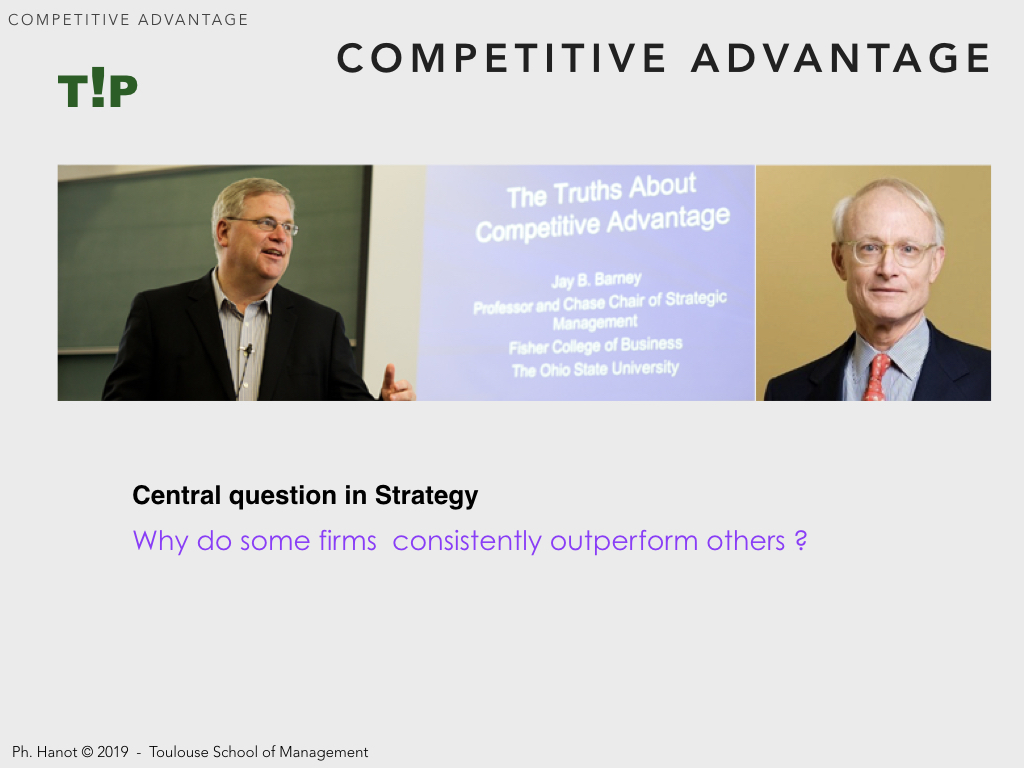 COMPETITIVE ADVANTAGE
COMPETITIVE ADVANTAGE
T!P
The Truths About
Competitive Advantage
Jay B. Barney
Professor and Chase Chair of Strategic
Management
Fisher College of Business
The Ohio State University
Central question in Strategy
Why do some firms  consistently outperform others ?
Ph. Hanot © 2019  -  Toulouse School of Management